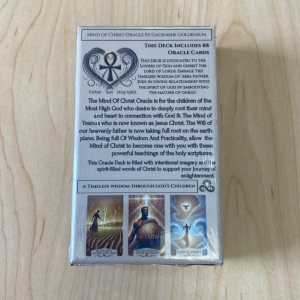 MIND OF CHRIST ORACLE BY GAUDMHIRE GOLDENSUN
THIS DECK INCLUDES 88
ORACLE CARDS
THIS DECK IS DEDICATED TO THE
LOVERS OF GOD AND CHRIST THE
LORD OF LORDS. EMBRACE THE
TIMELESS WISDOM OF ABBA FATHER.
JOIN IN DIVINE RELATIONSHIP WITH
THE SPIRIT OF GOD BY EMBODYING
THE NATURE OF CHRIST.
Father Son Holy Spirit
The Mind Of Christ Oracle is for the children of the
Most High God who desire to deeply root their mind
and heart in connection with God & The Mind of
Yeshua who is now known as Jesus Christ. The Will of
our heavenly father is now taking full root on the earth
plane. Being full Of Wisdom And Practicality, allow the
Mind of Christ to become one with you with these
powerful teachings of the holy scriptures.
This Oracle Deck is filled with intentional imagery and
spirit-filled words of Christ to support your journey of
enlightenment.
A TIMELESS WISDOM THROUGH GOD'S CHILDREN